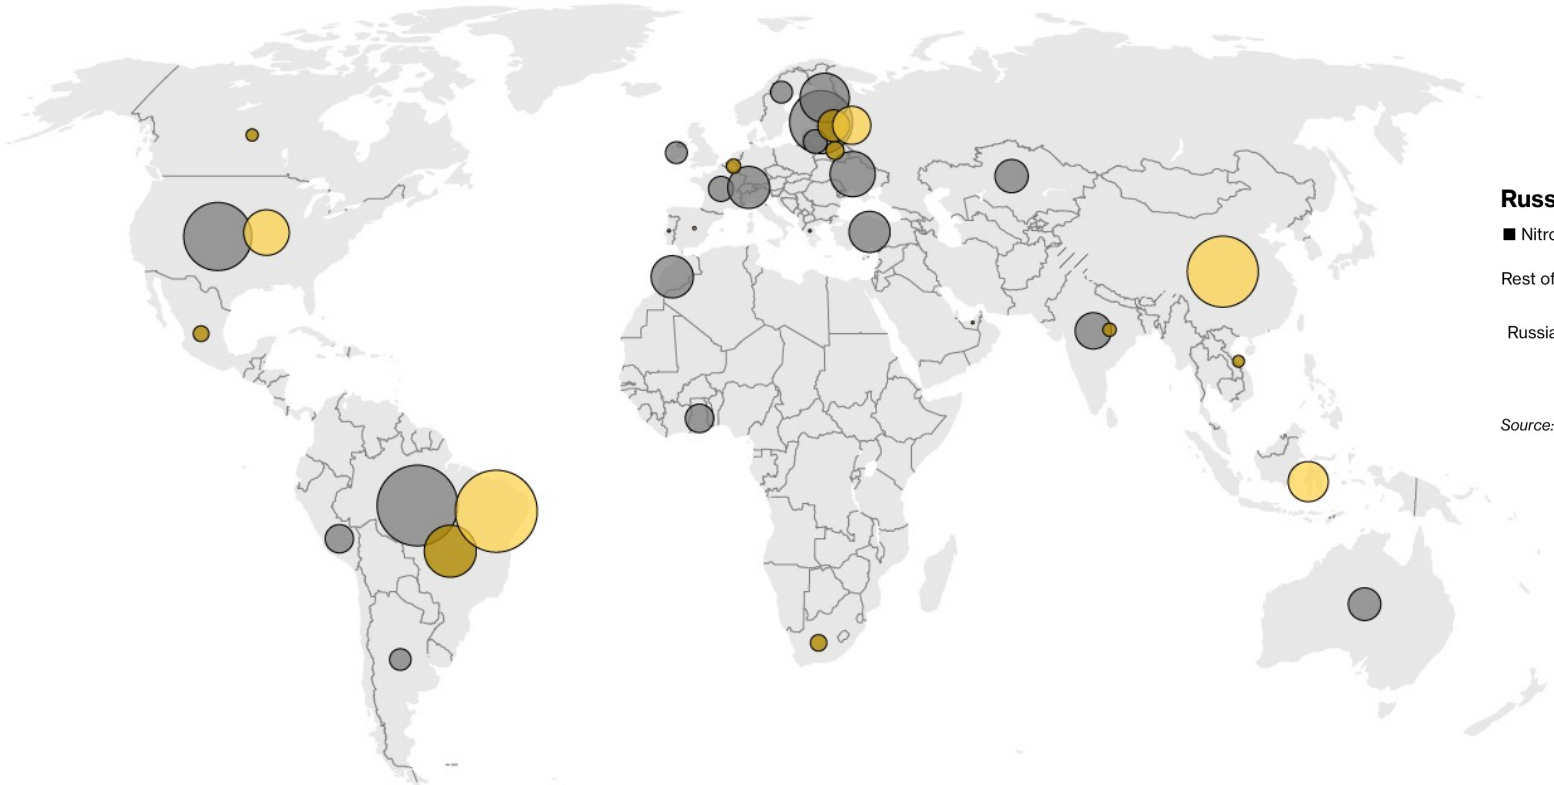 Russ
■ Nitro
Rest of
Russia
Source: